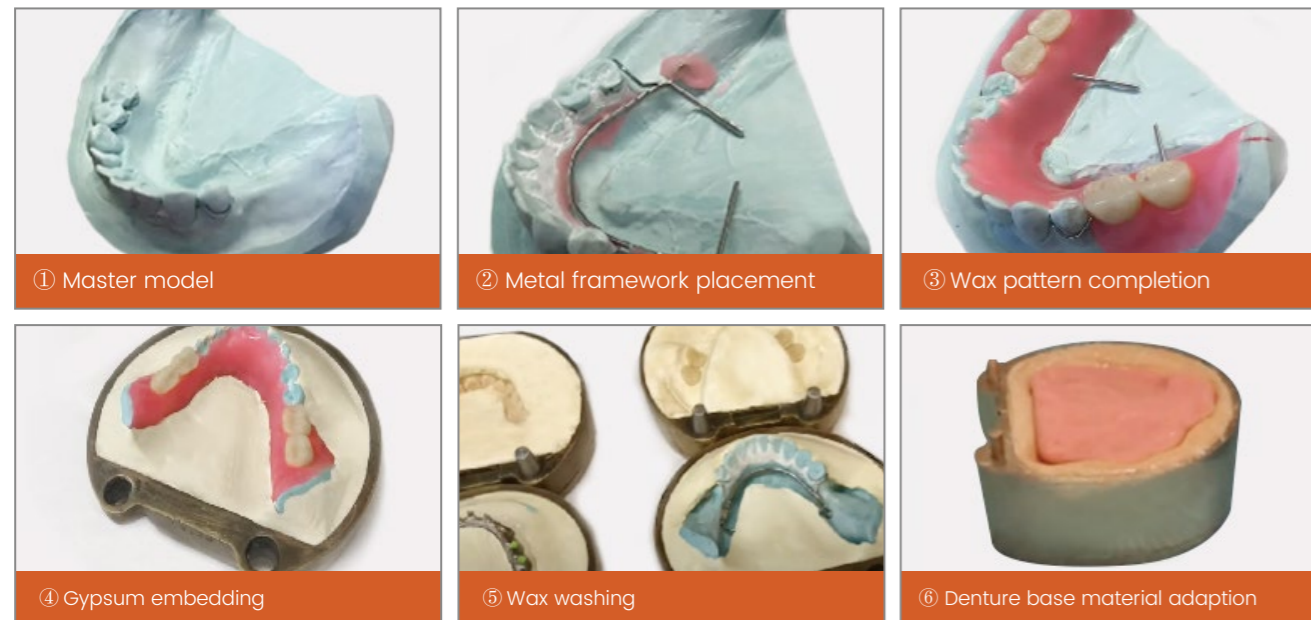 ① Master model
② Metal framework placement
③ Wax pattern completion
④ Gypsum embedding
⑤ Wax washing
⑥ Denture base material adaption